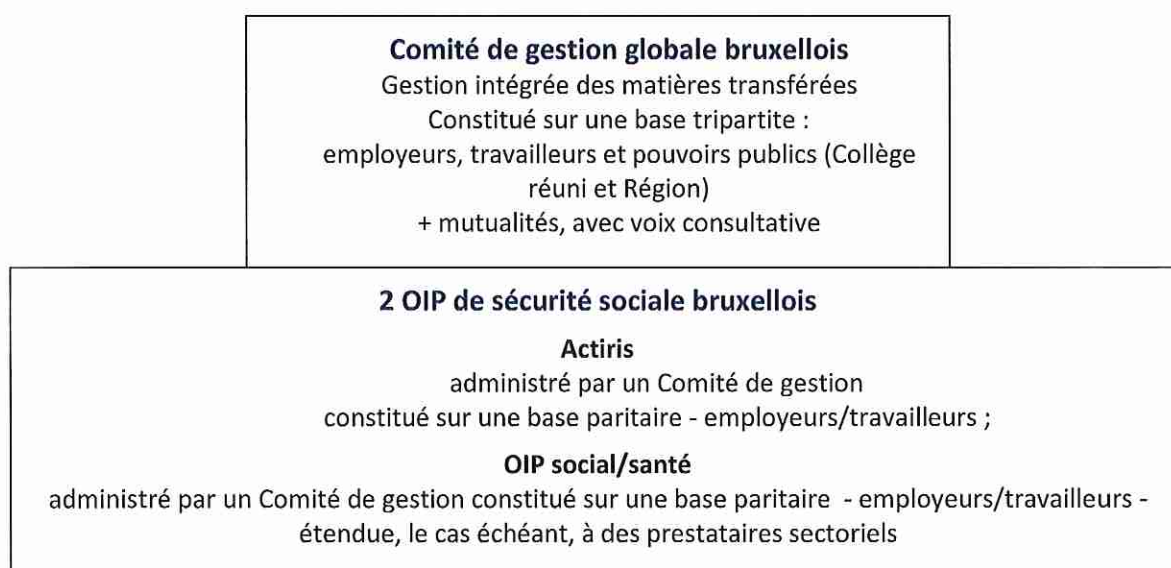 Comité de gestion globale bruxellois
Gestion intégrée des matières transférées
Constitué sur une base tripartite :
employeurs, travailleurs et pouvoirs publics (Collège
réuni et Région)
+ mutualités, avec voix consultative
2 OIP de sécurité sociale bruxellois
Actiris
administré par un Comité de gestion
constitué sur une base paritaire - employeurs/travailleurs ;
OIP social/santé
administré par un Comité de gestion constitué sur une base paritaire - employeurs/travailleurs -
étendue, le cas échéant, à des prestataires sectoriels